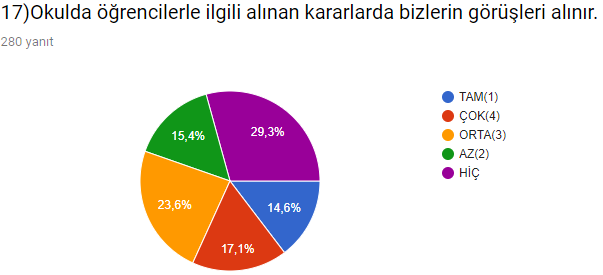 17)Okulda öğrencilerle ilgili alınan kararlarda bizlerin görüşleri alınır.
280 yanıt
TAM(1)
ÇOK(4)
ORTA(3)
AZ(2)
HİÇ
29,3%
15,4%
23,6%
14,6%
17,1%